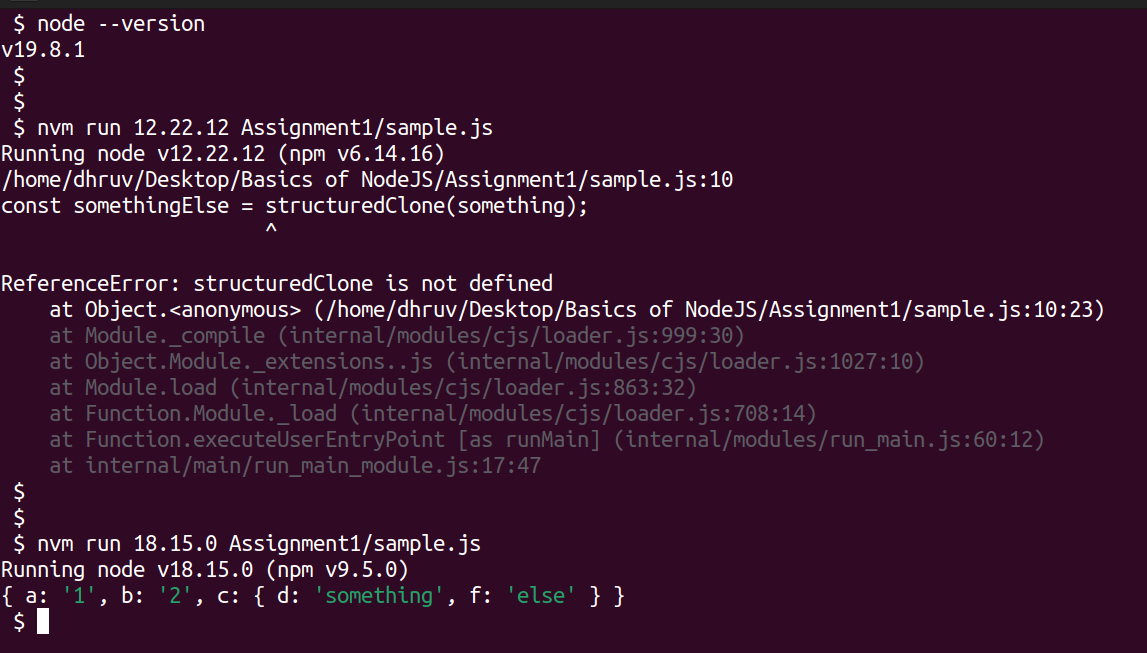 $ node --version
v19.8.1
$
$
$ nvm run 12.22.12 Assignment1/sample.js
Running node v12.22.12 (npm v6.14.16)
/home/dhruv/Desktop/Basics of NodeJS/Assignment1/sample.js:10
const somethingElse = structuredClone(something);
^
ReferenceError: structuredClone is not defined
at Object.<anonymous> (/home/dhruv/Desktop/Basics of NodeJS/Assignment1/sample.js:10:23)
at Module._compile (internal/modules/cjs/loader.js:999:30)
at Object.Module._extensions..js (internal/modules/cjs/loader.js:1027:10)
at Module.load (internal/modules/cjs/loader.js:863:32)
at Function.Module._load (internal/modules/cjs/loader.js:708:14)
at Function.executeUserEntryPoint [as runMain] (internal/modules/run_main.js:60:12)
at internal/main/run_main_module.js:17:47
$
$
$ nvm run 18.15.0 Assignment1/sample.js
Running node v18.15.0 (npm v9.5.0)
{ a: '1', b: '2', c: { d: 'something', f: 'else' } }
$